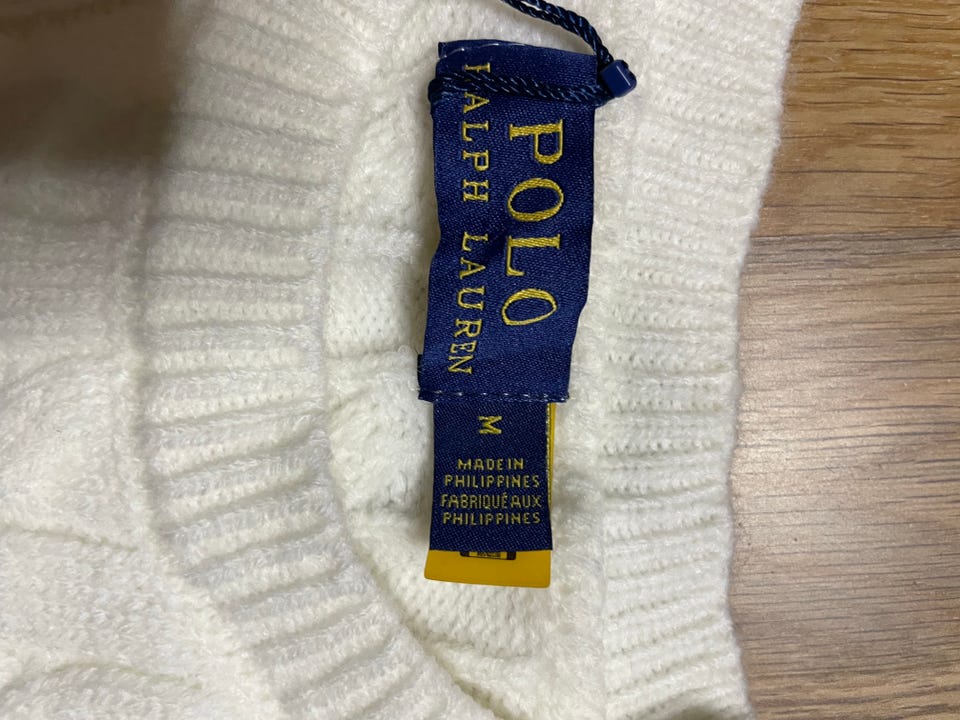 POLO
RALPH LAUREN
M
MADE IN
PHILIPPINES
FABRIQUÉ AUX
PHILIPPINES